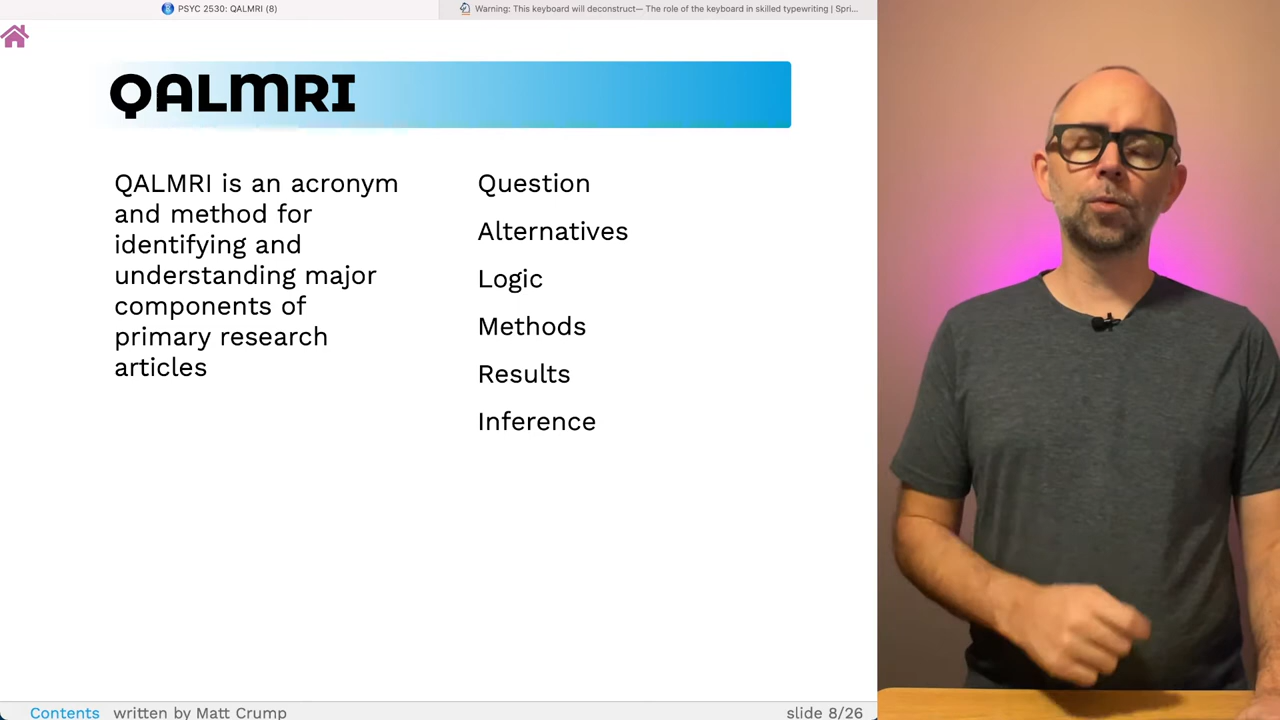 PSYC 2530: QALMRI (8)
Warning: This keyboard will deconstruct— The role of the keyboard in skilled typewriting | Spri...
QALMRI
QALMRI is an acronym
and method for
identifying and
understanding major
components of
primary research
articles
Question
Alternatives
Logic
Methods
Results
Inference
Contents written by Matt Crump
slide 8/26